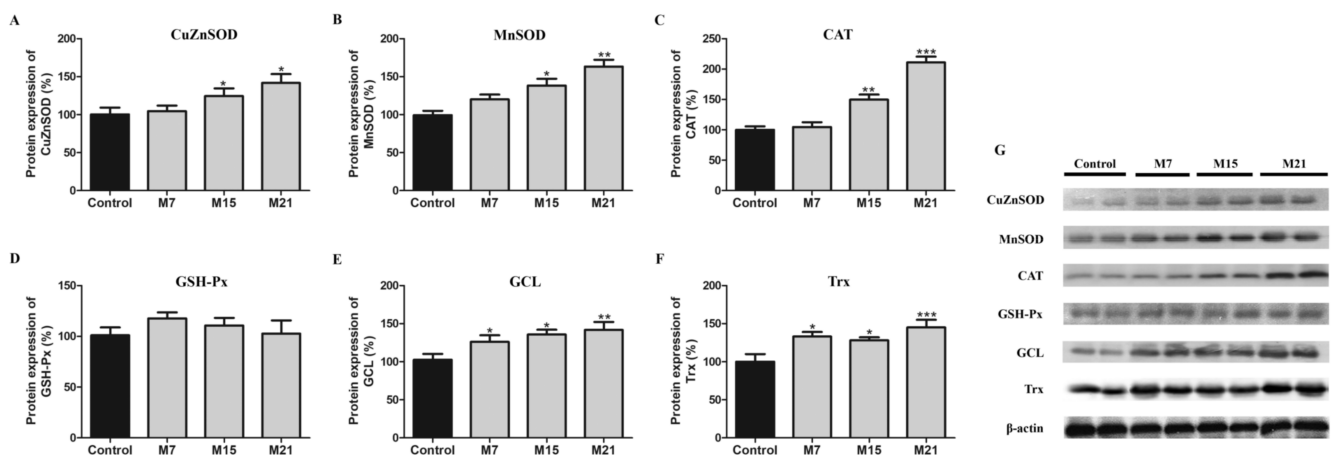 A
CuZnSOD
Protein expression of
CuZnSOD (%)
200
150
100
50
0
*
*
Control M7 M15 M21
B
MnSOD
Protein expression of
MnSOD (%)
200
150
100
50
0
*
**
Control M7 M15 M21
C
CAT
Protein expression of
CAT (%)
250
200
150
100
50
0
**
***
Control M7 M15 M21
D
GSH-Px
Protein expression of
GSH-Px (%)
150
100
50
0
Control M7 M15 M21
E
GCL
Protein expression of
GCL (%)
200
150
100
50
0
*
*
**
Control M7 M15 M21
F
Trx
Protein expression of
Trx (%)
200
150
100
50
0
*
*
***
Control M7 M15 M21
G
Control M7 M15 M21
CuZnSOD
MnSOD
CAT
GSH-Px
GCL
Trx
β-actin